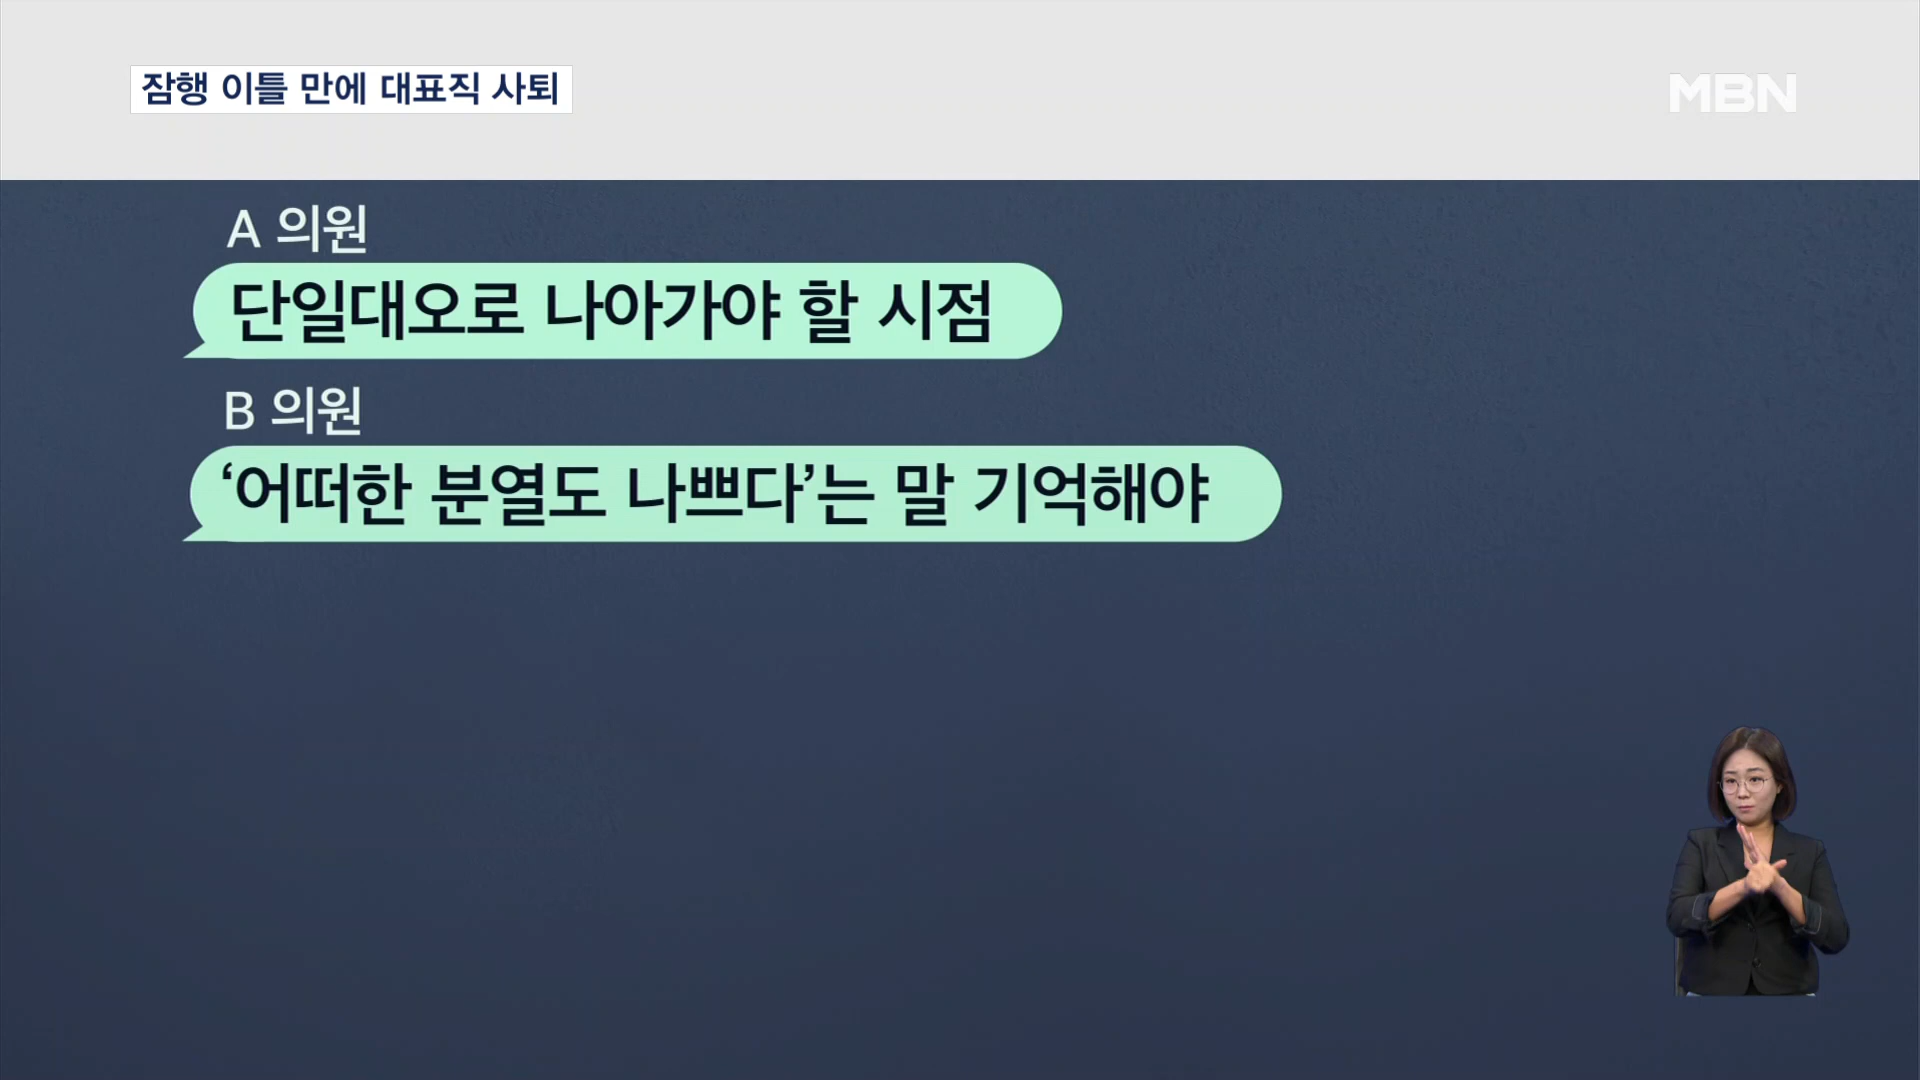 잠행 이틀 만에 대표직 사퇴
MBN
A 의원
단일대오로 나아가야 할 시점
B 의원
‘어떠한 분열도 나쁘다’는 말 기억해야